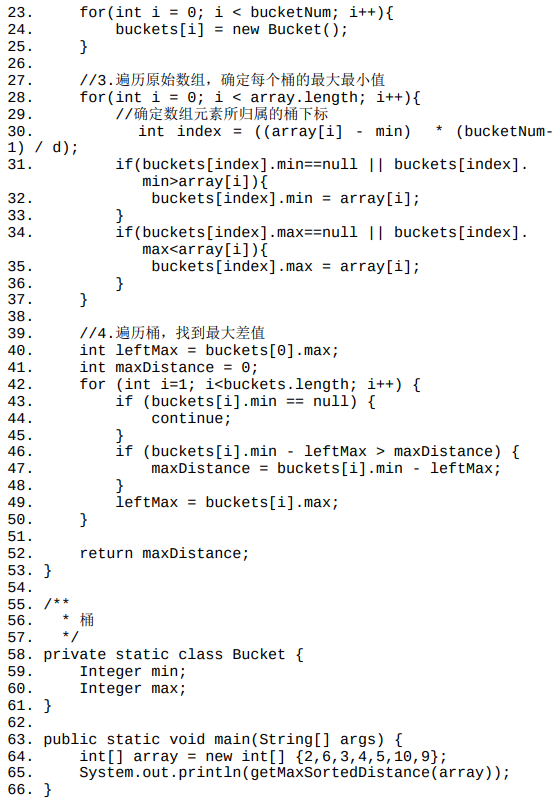 23.     for(int i = 0; i < bucketNum; i++){
24.         buckets[i] = new Bucket();
25.     }
26.
27.     //3.遍历原始数组，确定每个桶的最大最小值
28.     for(int i = 0; i < array.length; i++){
29.         //确定数组元素所归属的桶下标
30.            int index = ((array[i] - min)  * (bucketNum-
1) / d);
31.         if(buckets[index].min==null || buckets[index].
               min>array[i]){
32.             buckets[index].min = array[i];
33.         }
34.         if(buckets[index].max==null || buckets[index].
               max<array[i]){
35.             buckets[index].max = array[i];
36.         }
37.     }
38.
39.     //4.遍历桶，找到最大差值
40.     int leftMax = buckets[0].max;
41.     int maxDistance = 0;
42.     for (int i=1; i<buckets.length; i++) {
43.         if (buckets[i].min == null) {
44.             continue;
45.         }
46.         if (buckets[i].min - leftMax > maxDistance) {
47.             maxDistance = buckets[i].min - leftMax;
48.         }
49.         leftMax = buckets[i].max;
50.     }
51.
52.     return maxDistance;
53. }
54.
55. /**
56.   * 桶
57.   */
58. private static class Bucket {
59.     Integer min;
60.     Integer max;
61. }
62.
63. public static void main(String[] args) {
64.     int[] array = new int[] {2,6,3,4,5,10,9};
65.     System.out.println(getMaxSortedDistance(array));
66. }